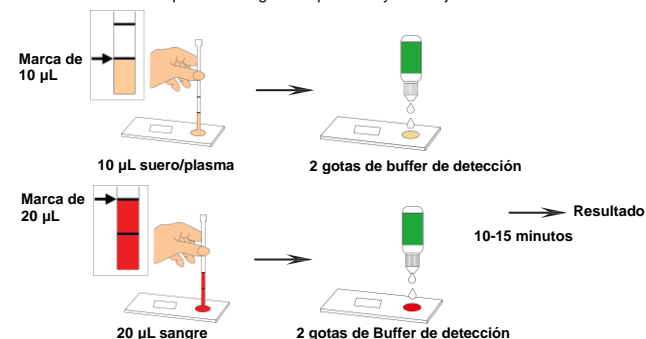 Marca de
10 µL
10 µL suero/plasma
2 gotas de buffer de detección
Marca de
20 µL
Resultado
10-15 minutos
20 µL sangre
2 gotas de Buffer de detección